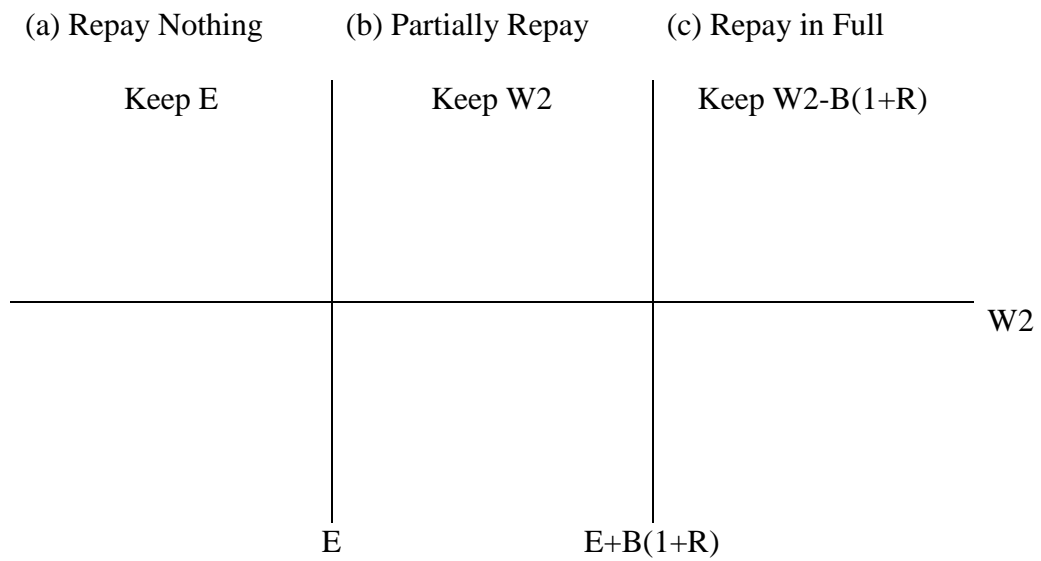 (a) Repay Nothing (b) Partially Repay (c) Repay in Full
Keep E Keep W2 Keep W2-B(1+R)
W2
E E+B(1+R)